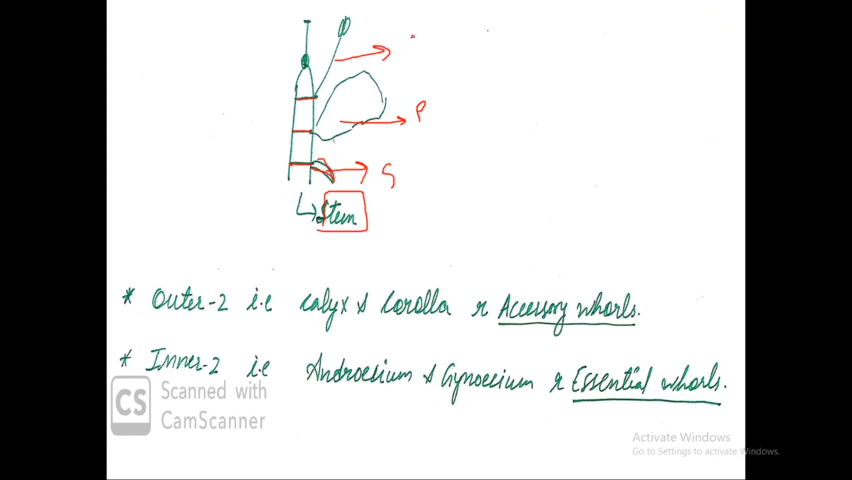 P
S
Stem
* Outer-2 i.e calyx & Corolla r Accessory whorls.
* Inner-2 i.e Androecium & Gynoecium r Essential whorls.
CS Scanned with
CamScanner
Activate Windows
Go to Settings to activate Windows.